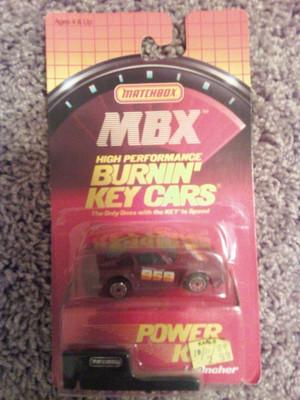 Ages 4 & Up
MATCHBOX
MBX
HIGH PERFORMANCE
BURNIN'
KEY CARS
The Only Ones with the KEY to Speed
959
POWER
MATCHBOX